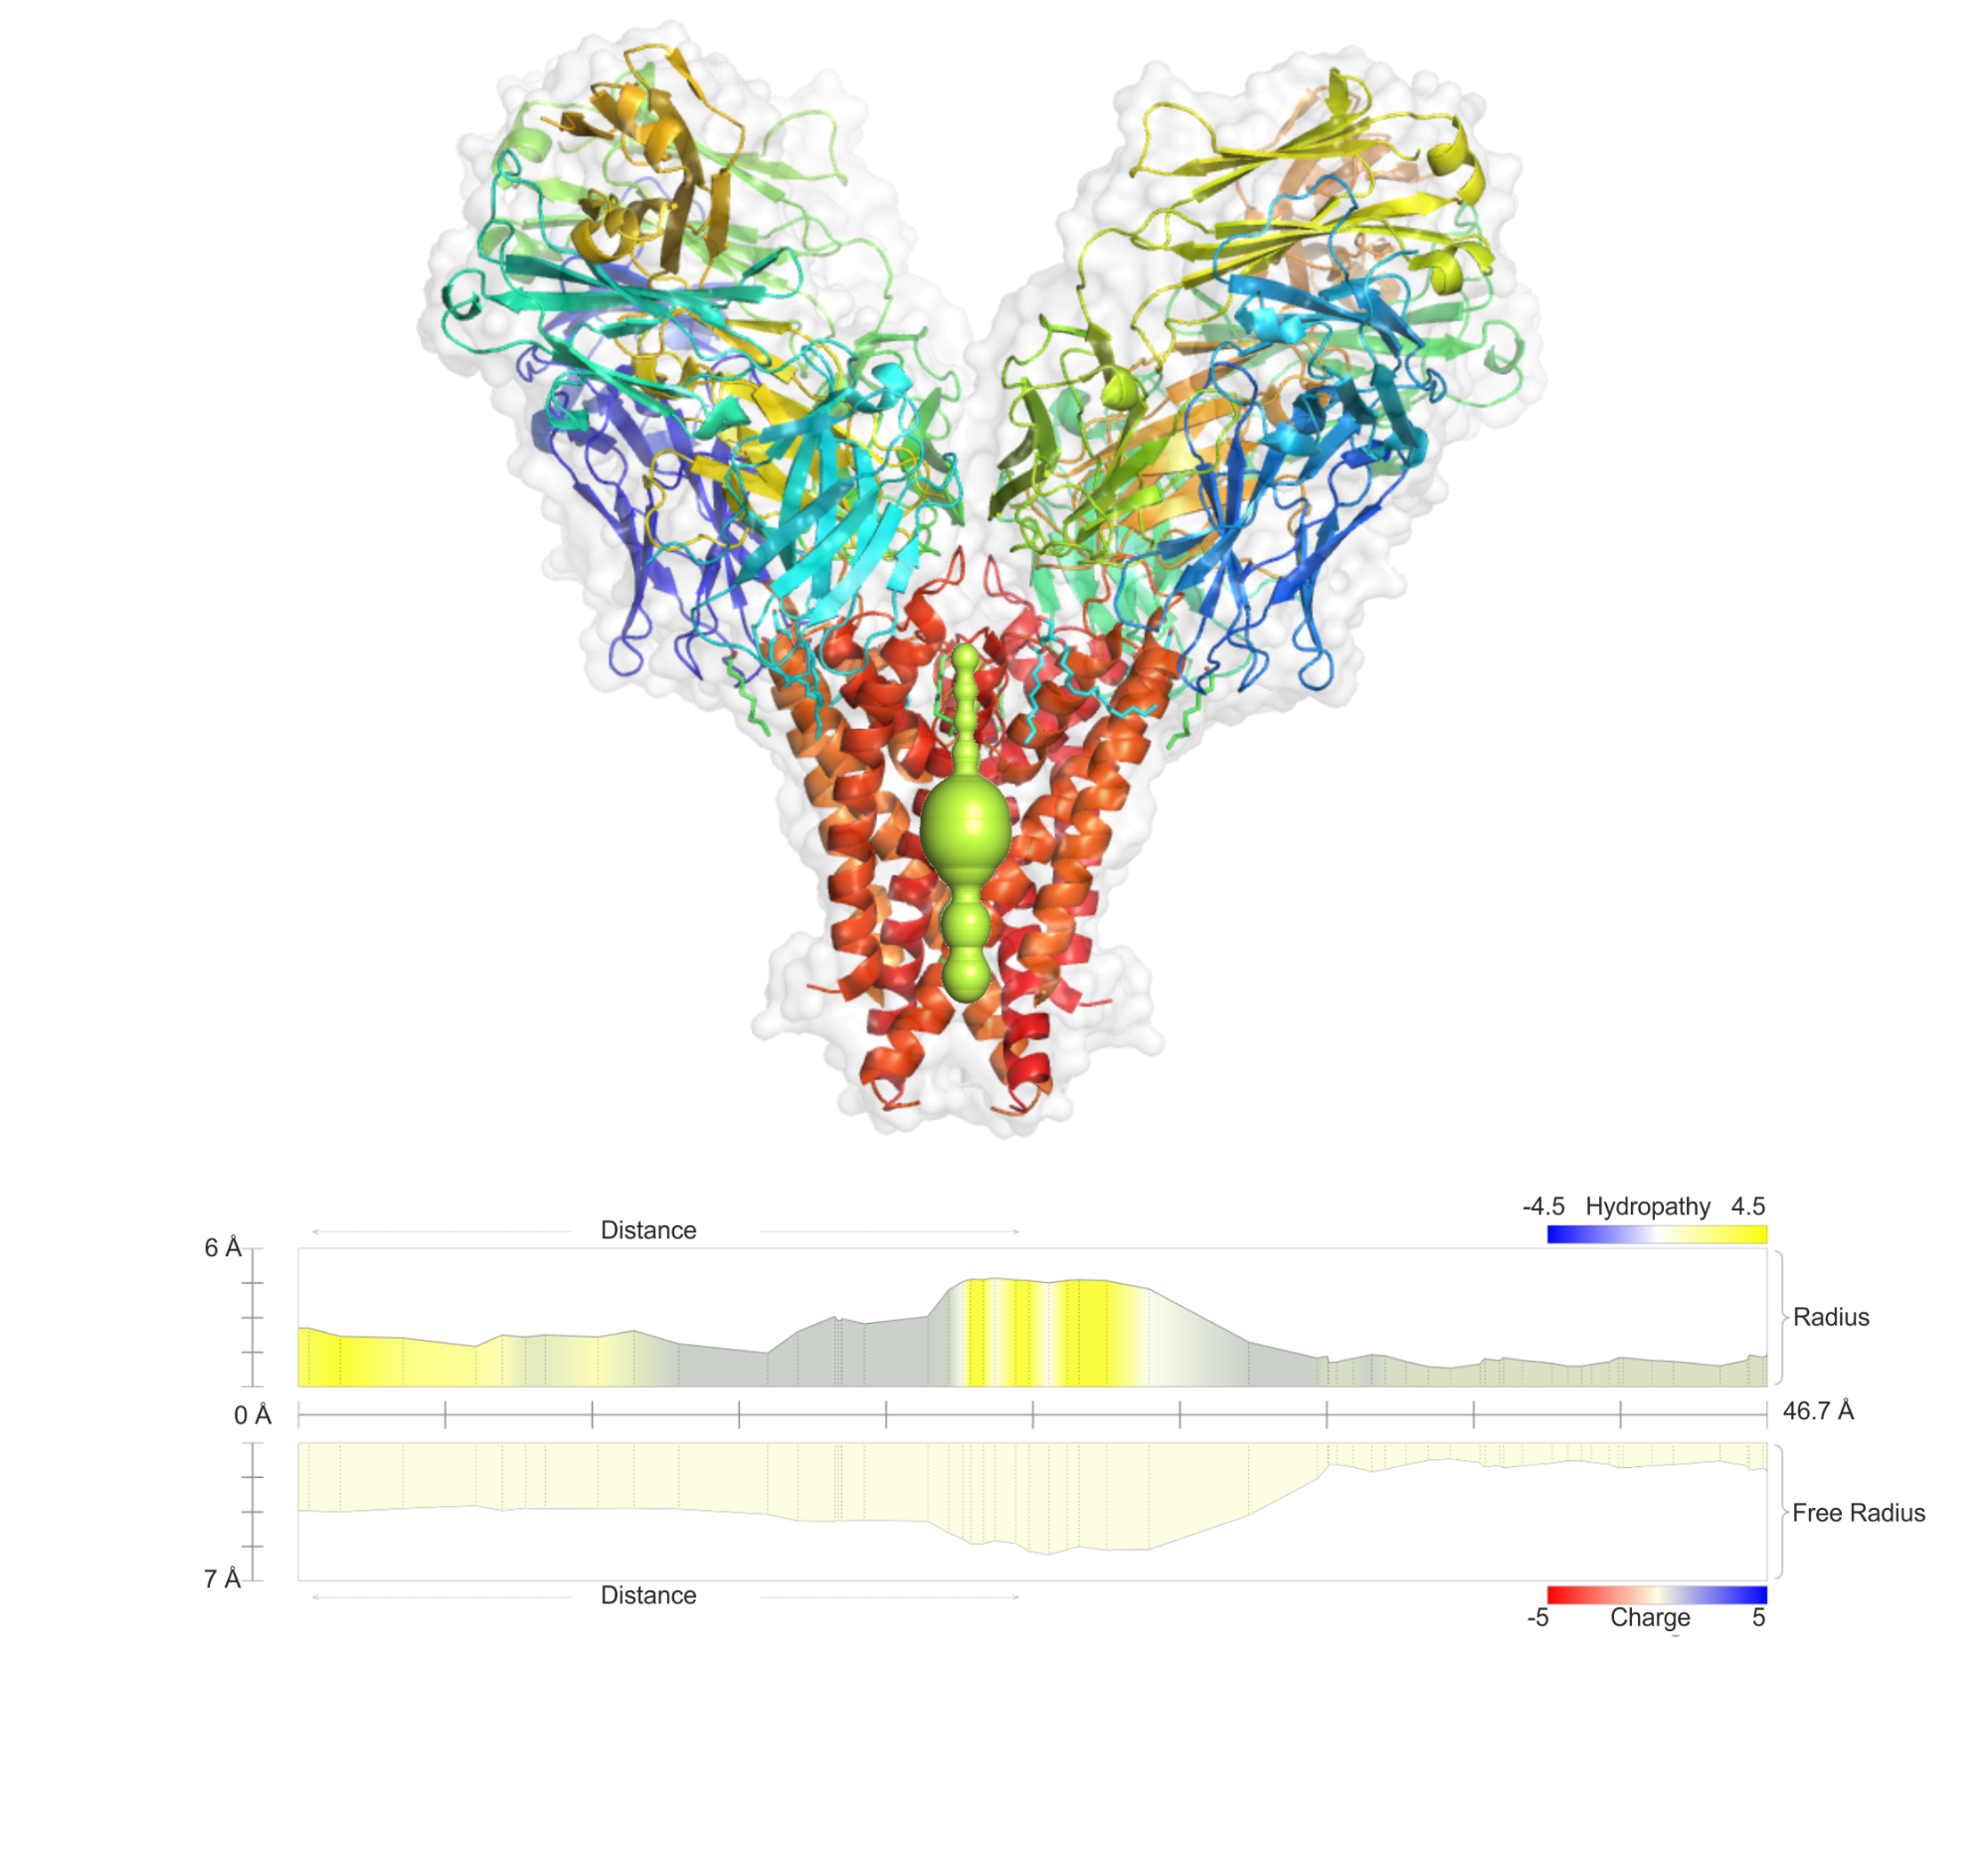 -4.5 Hydropathy 4.5
Distance
6 Å
Radius
0 Å
46.7 Å
Free Radius
7 Å
Distance
-5 Charge 5